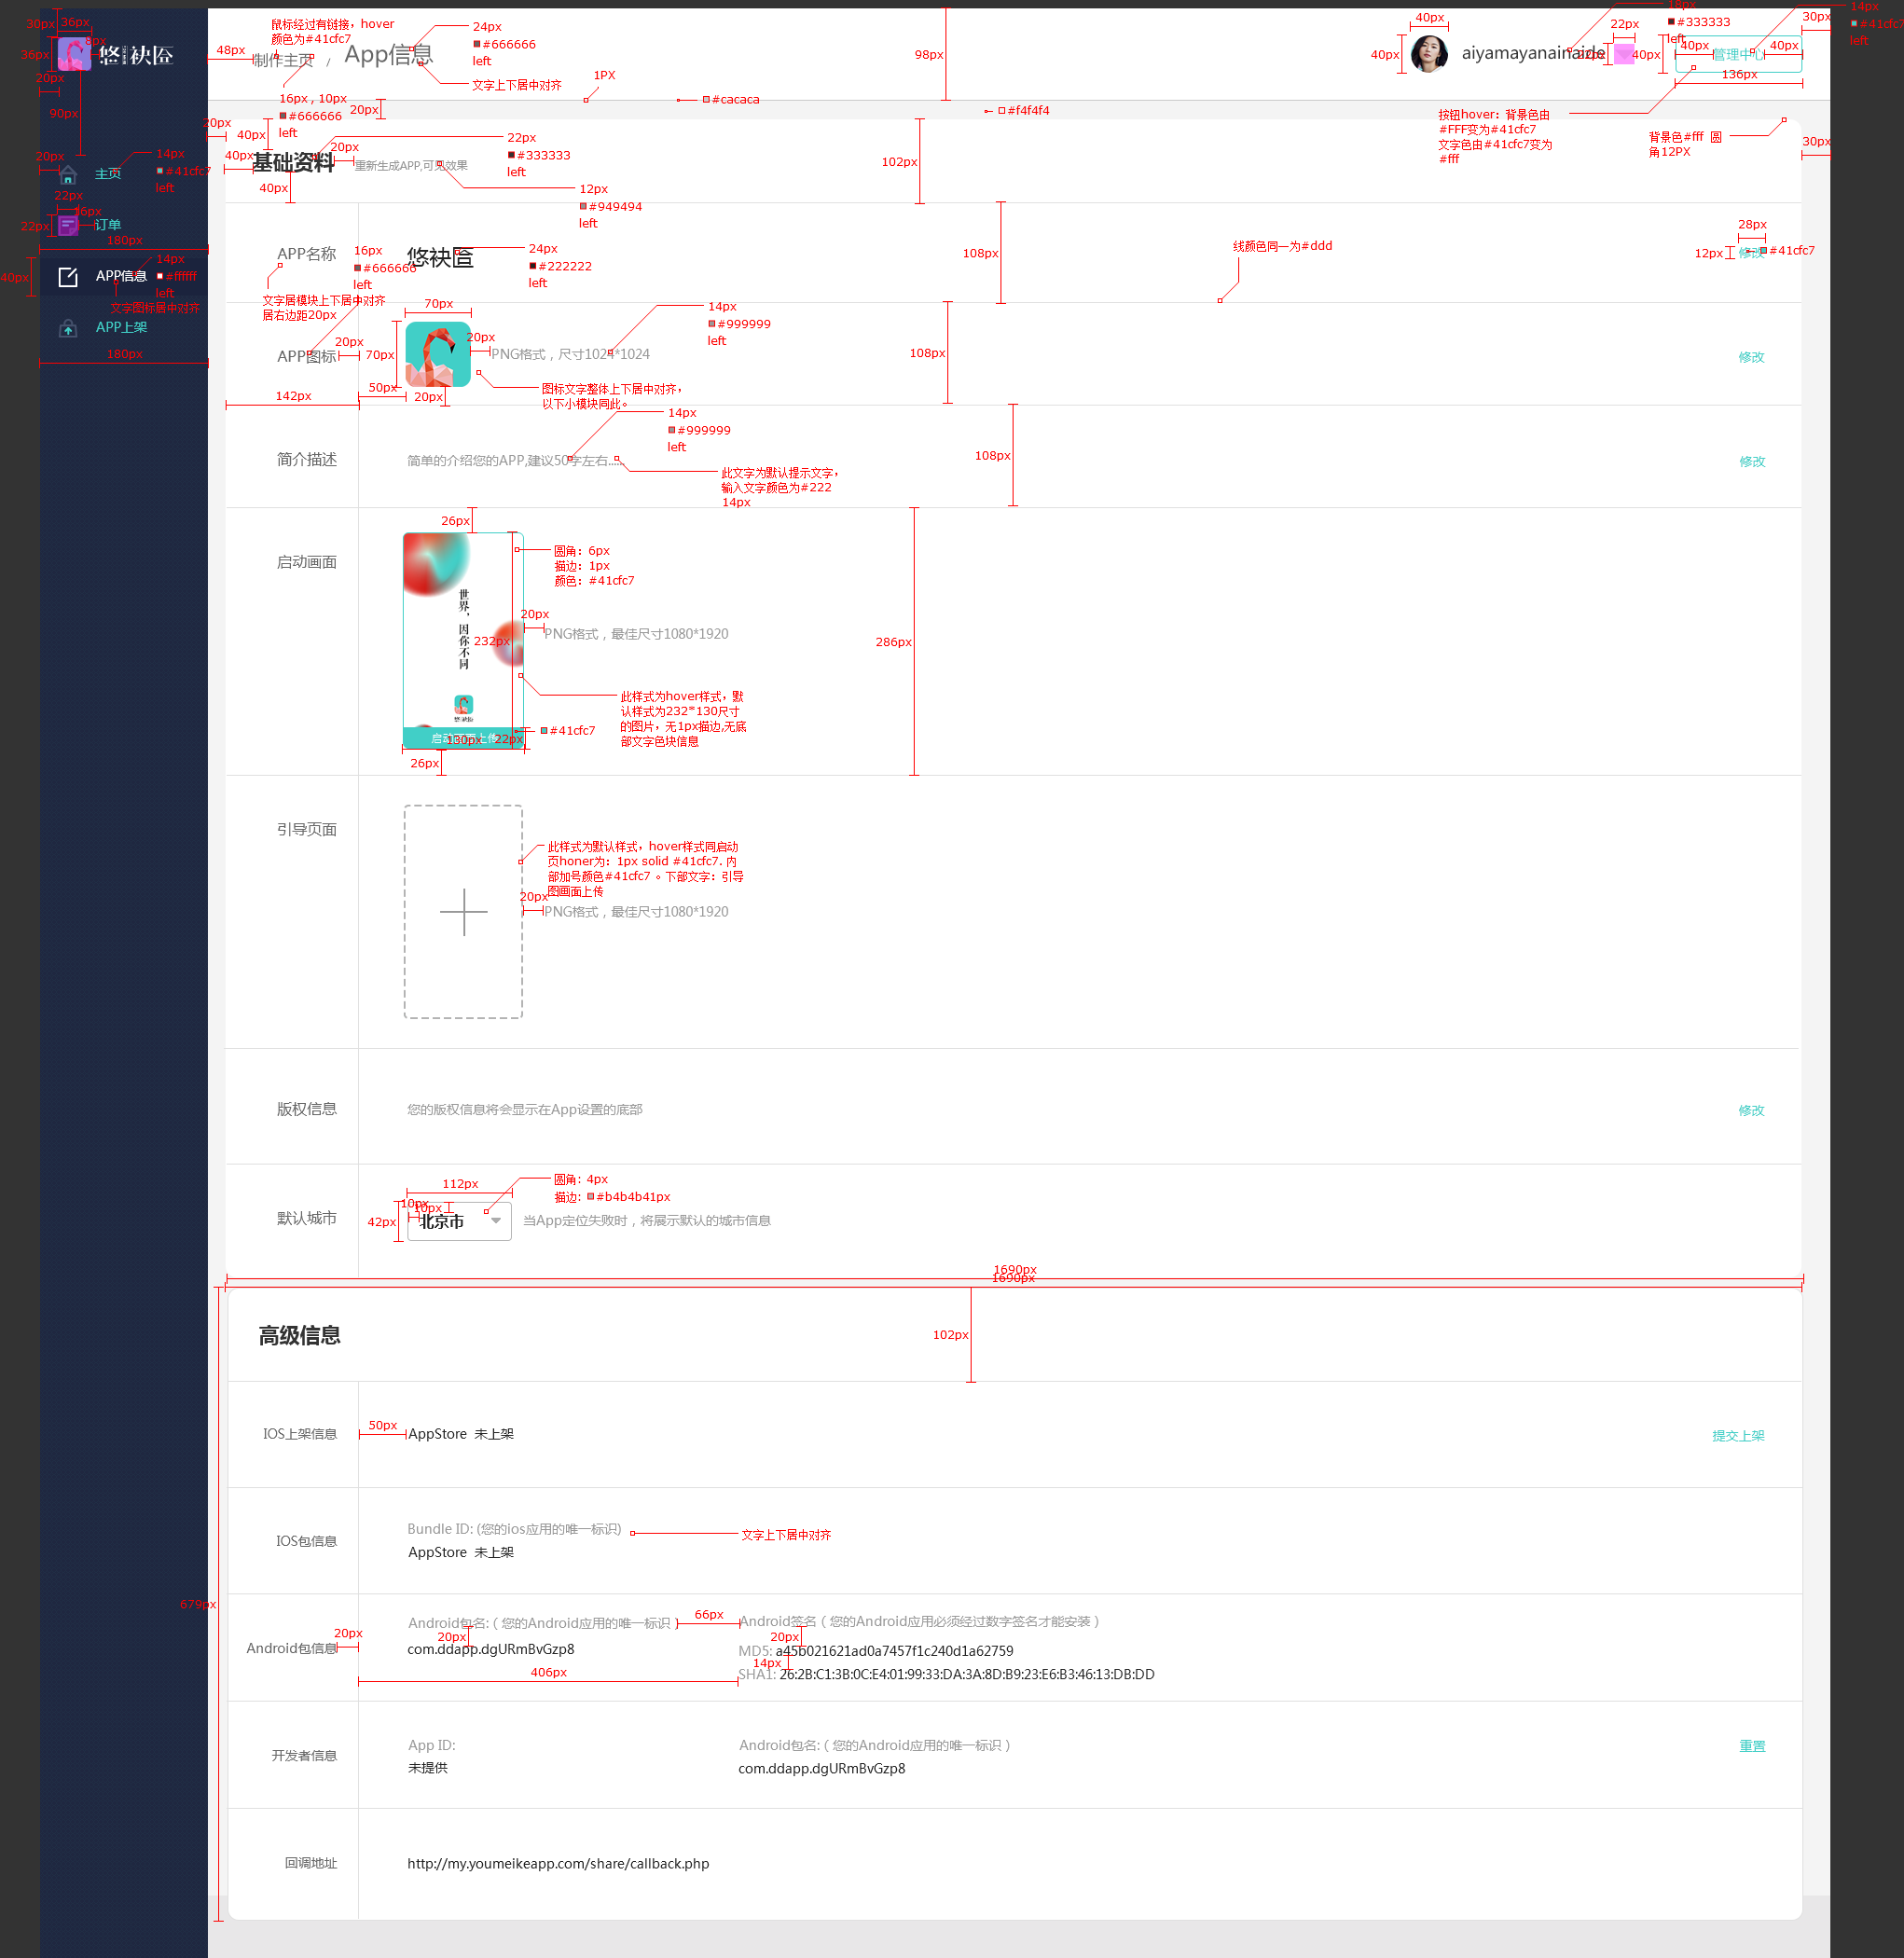 30px
36px
8px
36px
悠袂
20px
90px
48px
鼠标经过有链接，hover
颜色为#41cfc7
制作主页 / App信息
24px
#666666
left
文字上下居中对齐
16px , 10px
#666666
left
20px
1PX
#cacaca
98px
#f4f4f4
40px
40px
aiyamayanainaide
18px
#333333
left
22px
22px
40px
管理中心
40px
40px
136px
30px
14px
#41cfc7
left
按钮hover：背景色由
#FFF变为#41cfc7
文字色由#41cfc7变为
#fff
背景色#fff 圆
角12PX
30px
20px
40px
40px
基础资料
20px
重新生成APP,可见效果
22px
#333333
left
12px
#949494
left
40px
102px
20px
主页
14px
#41cfc7
left
22px
16px
22px
订单
180px
40px
APP信息
14px
#ffffff
left
文字图标居中对齐
APP上架
180px
APP名称
16px
#666666
left
文字居模块上下居中对齐
居右边距20px
悠袂
24px
#222222
left
108px
线颜色同一为#ddd
28px
12px
修改
#41cfc7
APP图标
20px
70px
70px
20px
PNG格式，尺寸1024*1024
14px
#999999
left
图标文字整体上下居中对齐，
以下小模块同此。
50px
20px
142px
108px
修改
简介描述
简单的介绍您的APP,建议50字左右......
14px
#999999
left
此文字为默认提示文字，
输入文字颜色为#222
14px
108px
修改
启动画面
26px
世界，因你不同
圆角：6px
描边：1px
颜色：#41cfc7
20px
232px
PNG格式，最佳尺寸1080*1920
此样式为hover样式，默
认样式为232*130尺寸
的图片，无1px描边,无底
部文字色块信息
#41cfc7
启动画面上传
130px
22px
26px
286px
引导页面
此样式为默认样式，hover样式同启动
页honer为：1px solid #41cfc7. 内
部加号颜色#41cfc7 。下部文字：引导
图画面上传
20px
PNG格式，最佳尺寸1080*1920
版权信息
您的版权信息将会显示在App设置的底部
修改
默认城市
112px
42px
10px
10px
北京市
圆角：4px
描边：#b4b4b41px
当App定位失败时，将展示默认的城市信息
1690px
1690px
高级信息
102px
IOS上架信息
50px
AppStore 未上架
提交上架
IOS包信息
Bundle ID: (您的ios应用的唯一标识)
AppStore 未上架
文字上下居中对齐
679px
Android包信息
20px
Android包名:（您的Android应用的唯一标识）
20px
com.ddapp.dgURmBvGzp8
66px
406px
Android签名（您的Android应用必须经过数字签名才能安装）
20px
MD5: a45b021621ad0a7457f1c240d1a62759
14px
SHA1: 26:2B:C1:3B:0C:E4:01:99:33:DA:3A:8D:B9:23:E6:B3:46:13:DB:DD
开发者信息
App ID:
未提供
Android包名:（您的Android应用的唯一标识）
com.ddapp.dgURmBvGzp8
重置
回调地址
http://my.youmeikeapp.com/share/callback.php